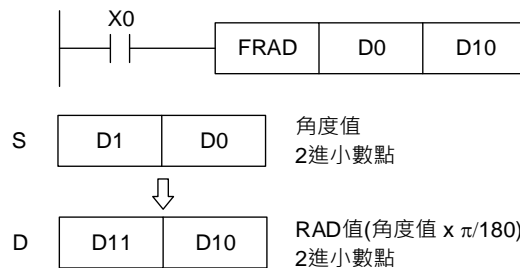 X0
FRAD D0 D10
S D1 D0 角度值
2進小數點
D D11 D10 RAD值(角度值 x π/180)
2進小數點